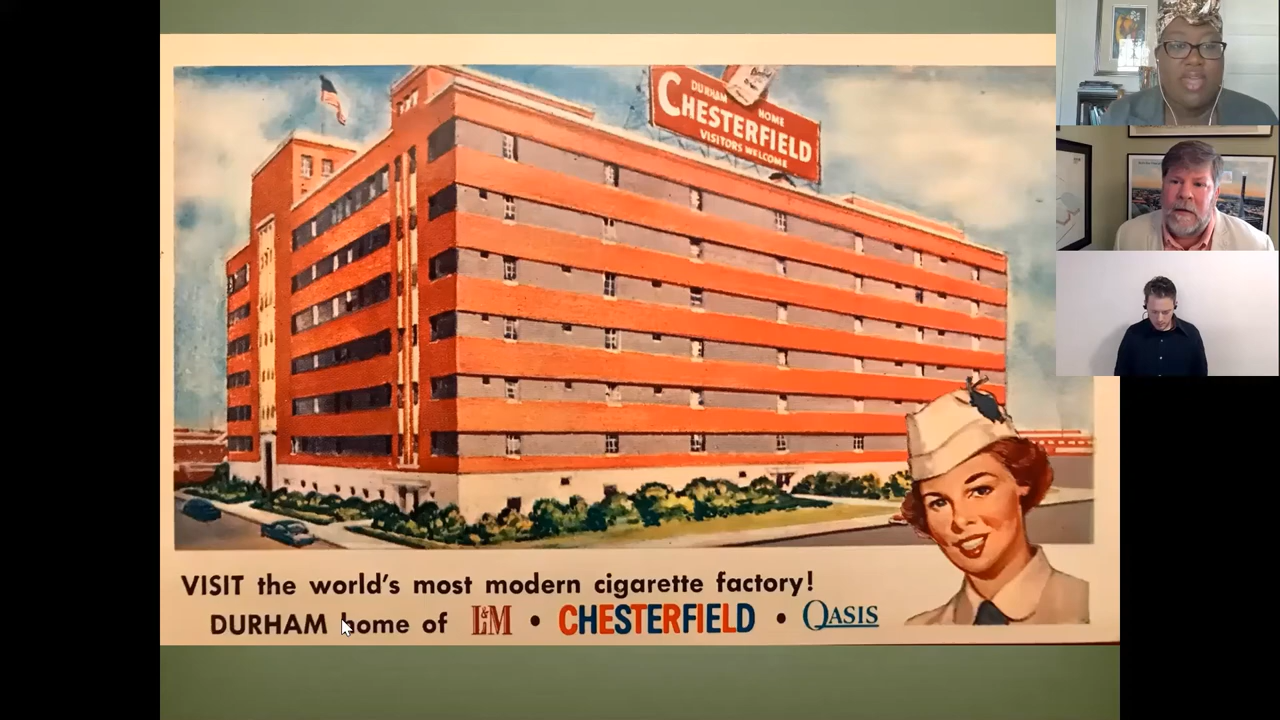 DURHAM HOME
CHESTERFIELD
VISITORS WELCOME
VISIT the world's most modern cigarette factory!
DURHAM home of L&M • CHESTERFIELD • OASIS